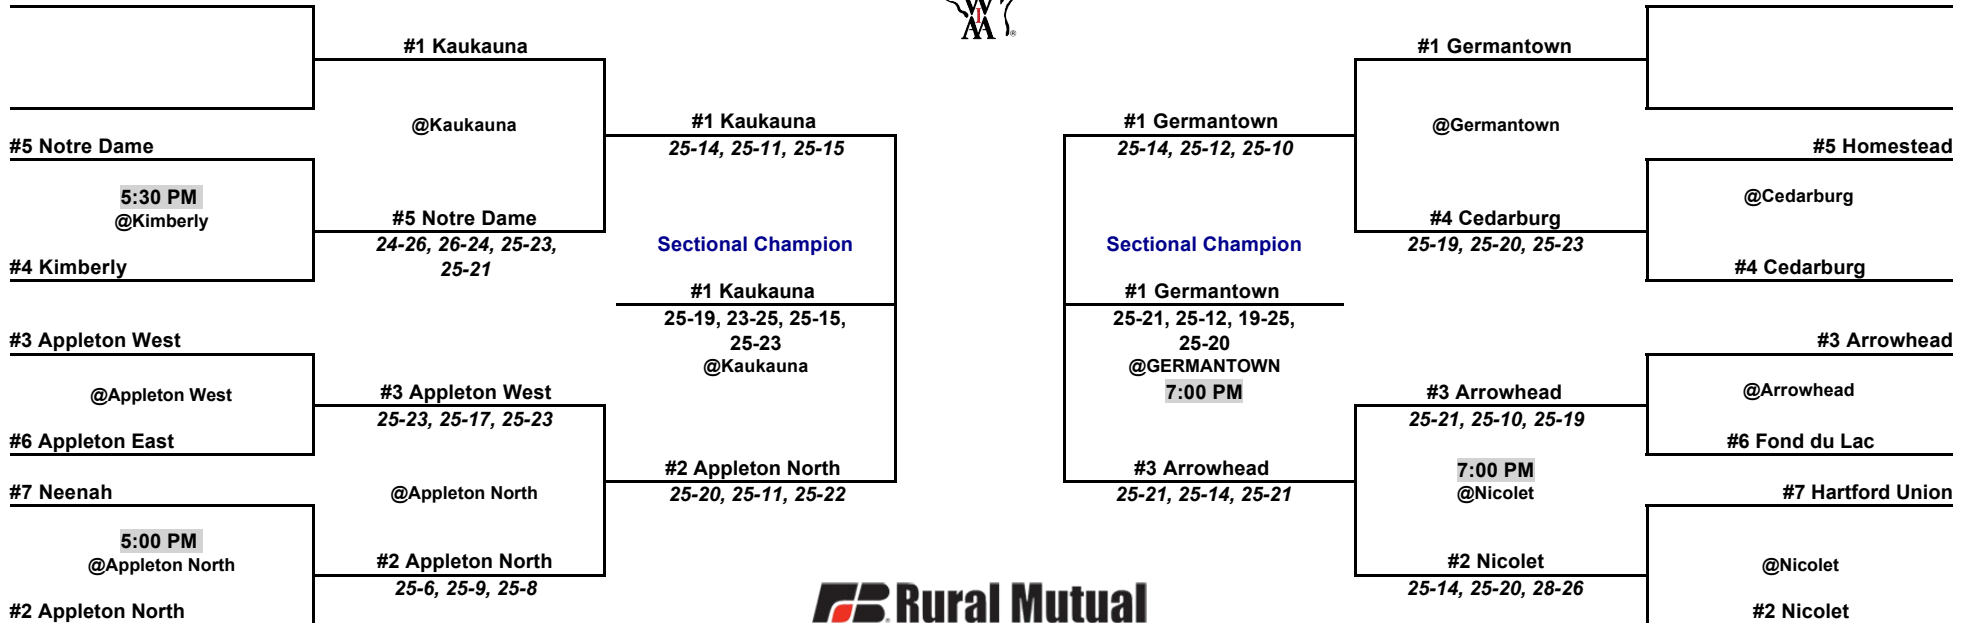 W
I
AA
®
#1 Kaukauna
@Kaukauna
#5 Notre Dame
5:30 PM
@Kimberly
#4 Kimberly
#5 Notre Dame
24-26, 26-24, 25-23,
25-21
#1 Kaukauna
25-14, 25-11, 25-15
Sectional Champion
#1 Kaukauna
25-19, 23-25, 25-15,
25-23
@Kaukauna
#3 Appleton West
@Appleton West
#6 Appleton East
#3 Appleton West
25-23, 25-17, 25-23
@Appleton North
#7 Neenah
5:00 PM
@Appleton North
#2 Appleton North
#2 Appleton North
25-6, 25-9, 25-8
#2 Appleton North
25-20, 25-11, 25-22
#1 Germantown
@Germantown
#1 Germantown
25-14, 25-12, 25-10
#5 Homestead
@Cedarburg
#4 Cedarburg
#4 Cedarburg
25-19, 25-20, 25-23
Sectional Champion
#1 Germantown
25-21, 25-12, 19-25,
25-20
@GERMANTOWN
7:00 PM
#3 Arrowhead
@Arrowhead
#6 Fond du Lac
#3 Arrowhead
25-21, 25-10, 25-19
7:00 PM
@Nicolet
#3 Arrowhead
25-21, 25-14, 25-21
#7 Hartford Union
@Nicolet
#2 Nicolet
#2 Nicolet
25-14, 25-20, 28-26
Rural Mutual